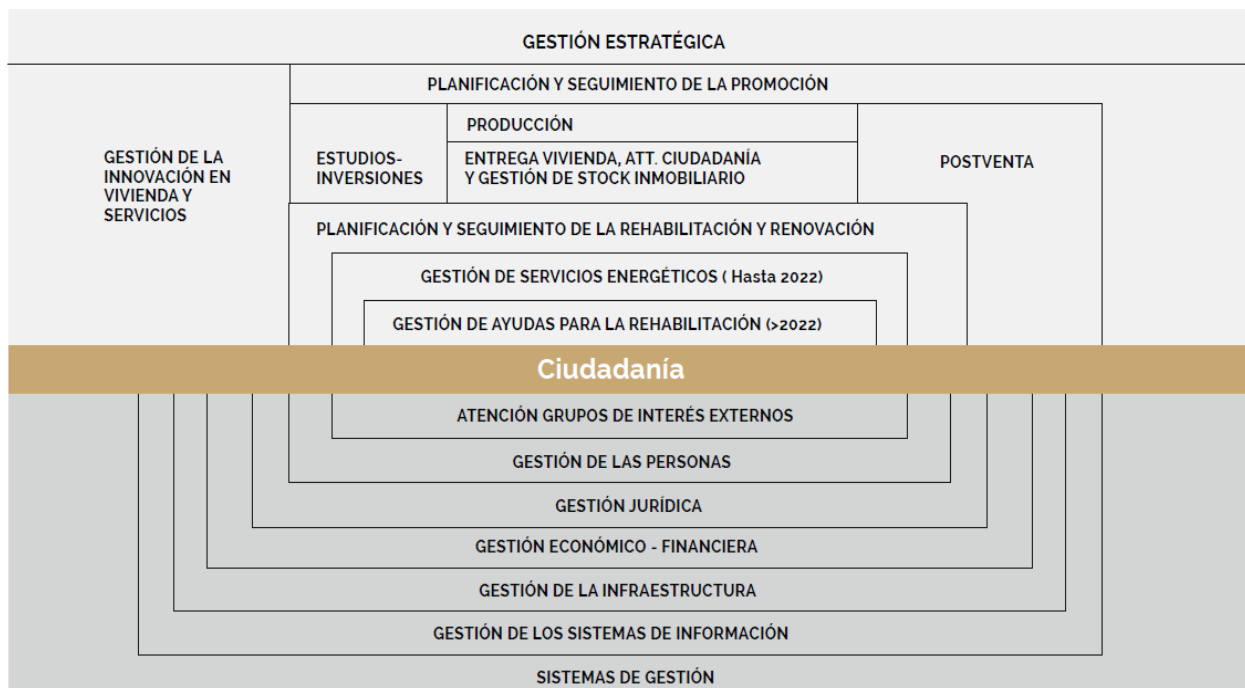 GESTIÓN ESTRATÉGICA
PLANIFICACIÓN Y SEGUIMIENTO DE LA PROMOCIÓN
GESTIÓN DE LA
INNOVACIÓN EN
VIVIENDA Y
SERVICIOS
ESTUDIOS-
INVERSIONES
PRODUCCIÓN
ENTREGA VIVIENDA, ATT. CIUDADANÍA
Y GESTIÓN DE STOCK INMOBILIARIO
POSTVENTA
PLANIFICACIÓN Y SEGUIMIENTO DE LA REHABILITACIÓN Y RENOVACIÓN
GESTIÓN DE SERVICIOS ENERGÉTICOS ( Hasta 2022)
GESTIÓN DE AYUDAS PARA LA REHABILITACIÓN (>2022)
Ciudadanía
ATENCIÓN GRUPOS DE INTERÉS EXTERNOS
GESTIÓN DE LAS PERSONAS
GESTIÓN JURÍDICA
GESTIÓN ECONÓMICO - FINANCIERA
GESTIÓN DE LA INFRAESTRUCTURA
GESTIÓN DE LOS SISTEMAS DE INFORMACIÓN
SISTEMAS DE GESTIÓN